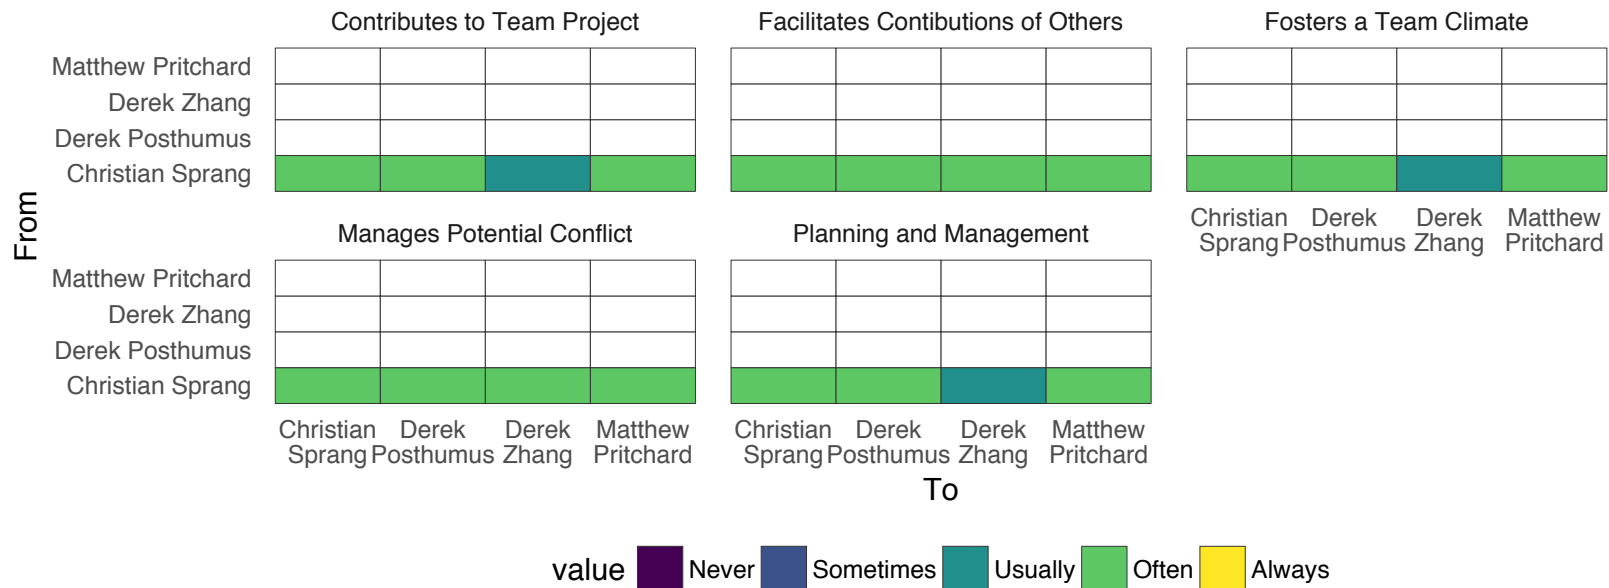 Contributes to Team Project
Facilitates Contibutions of Others
Fosters a Team Climate
Matthew Pritchard
Derek Zhang
Derek Posthumus
Christian Sprang
Christian Sprang
Derek Posthumus
Derek Zhang
Matthew Pritchard
From
Manages Potential Conflict
Planning and Management
Matthew Pritchard
Derek Zhang
Derek Posthumus
Christian Sprang
Christian Sprang
Derek Posthumus
Derek Zhang
Matthew Pritchard
Christian Sprang
Derek Posthumus
Derek Zhang
Matthew Pritchard
To
value Never Sometimes Usually Often Always